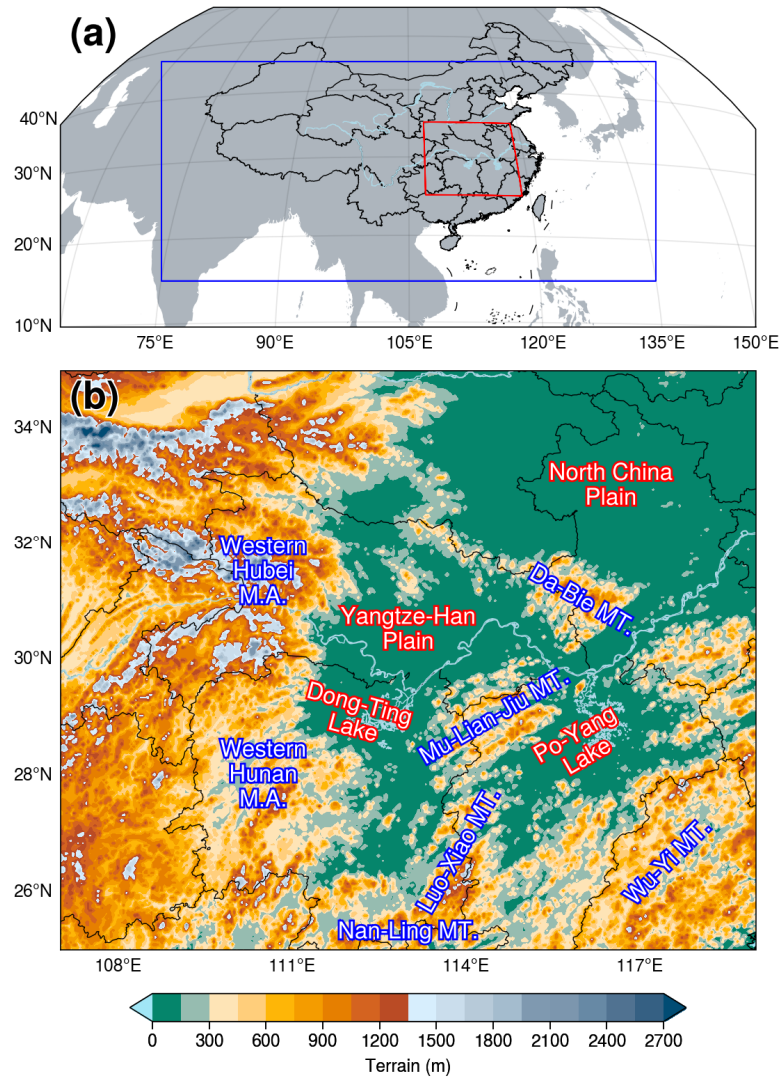 (a)
40°N
30°N
20°N
10°N
75°E
90°E
105°E
120°E
135°E
150°E
(b)
34°N
32°N
30°N
28°N
26°N
North China
Plain
Western
Hubei
M.A.
Da-Bie MT.
Yangtze-Han
Plain
Dong-Ting
Lake
Mu-Lian-Jiu MT.
Po-Yang
Lake
Western
Hunan
M.A.
Luo-Xiao MT.
Wu-Yi MT.
Nan-Ling MT.
108°E
111°E
114°E
117°E
0
300
600
900
1200
1500
1800
2100
2400
2700
Terrain (m)